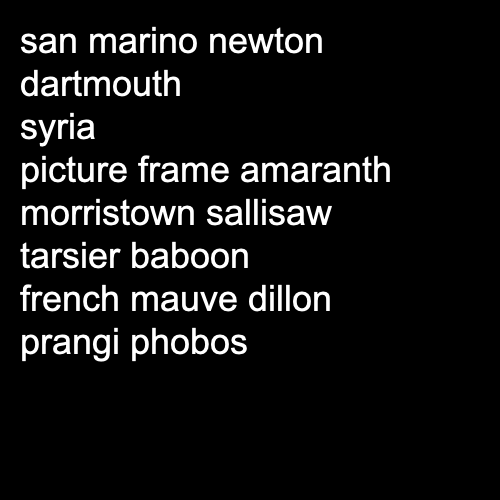 san marino newton
dartmouth
syria
picture frame amaranth
morristown sallisaw
tarsier baboon
french mauve dillon
prangi phobos